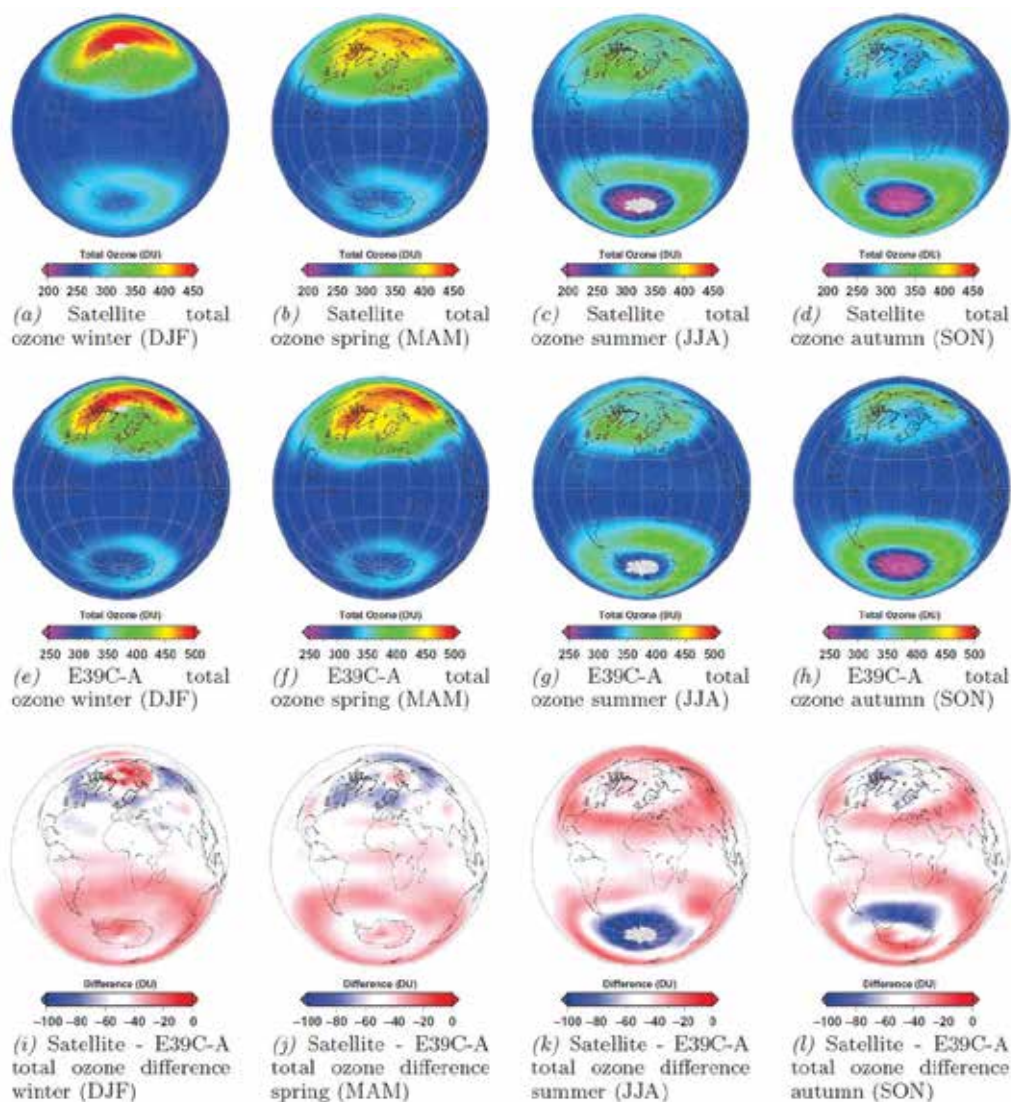 Total Ozone (DU) Total Ozone (DU) Total Ozone (DU) Total Ozone (DU)
200 250 300 350 400 450 200 250 300 350 400 450 200 250 300 350 400 450 200 250 300 350 400 450
(a) Satellite total
ozone winter (DJF)
(b) Satellite total
ozone spring (MAM)
(c) Satellite total
ozone summer (JJA)
(d) Satellite total
ozone autumn (SON)
Total Ozone (DU) Total Ozone (DU) Total Ozone (DU) Total Ozone (DU)
250 300 350 400 450 500 250 300 350 400 450 500 250 300 350 400 450 500 250 300 350 400 450 500
(e) E39C-A total
ozone winter (DJF)
(f) E39C-A total
ozone spring (MAM)
(g) E39C-A total
ozone summer (JJA)
(h) E39C-A total
ozone autumn (SON)
Difference (DU) Difference (DU) Difference (DU) Difference (DU)
−100 −80 −60 −40 −20 0 −100 −80 −60 −40 −20 0 −100 −80 −60 −40 −20 0 −100 −80 −60 −40 −20 0
(i) Satellite - E39C-A
total ozone difference
winter (DJF)
(j) Satellite - E39C-A
total ozone difference
spring (MAM)
(k) Satellite - E39C-A
total ozone difference
summer (JJA)
(l) Satellite - E39C-A
total ozone difference
autumn (SON)